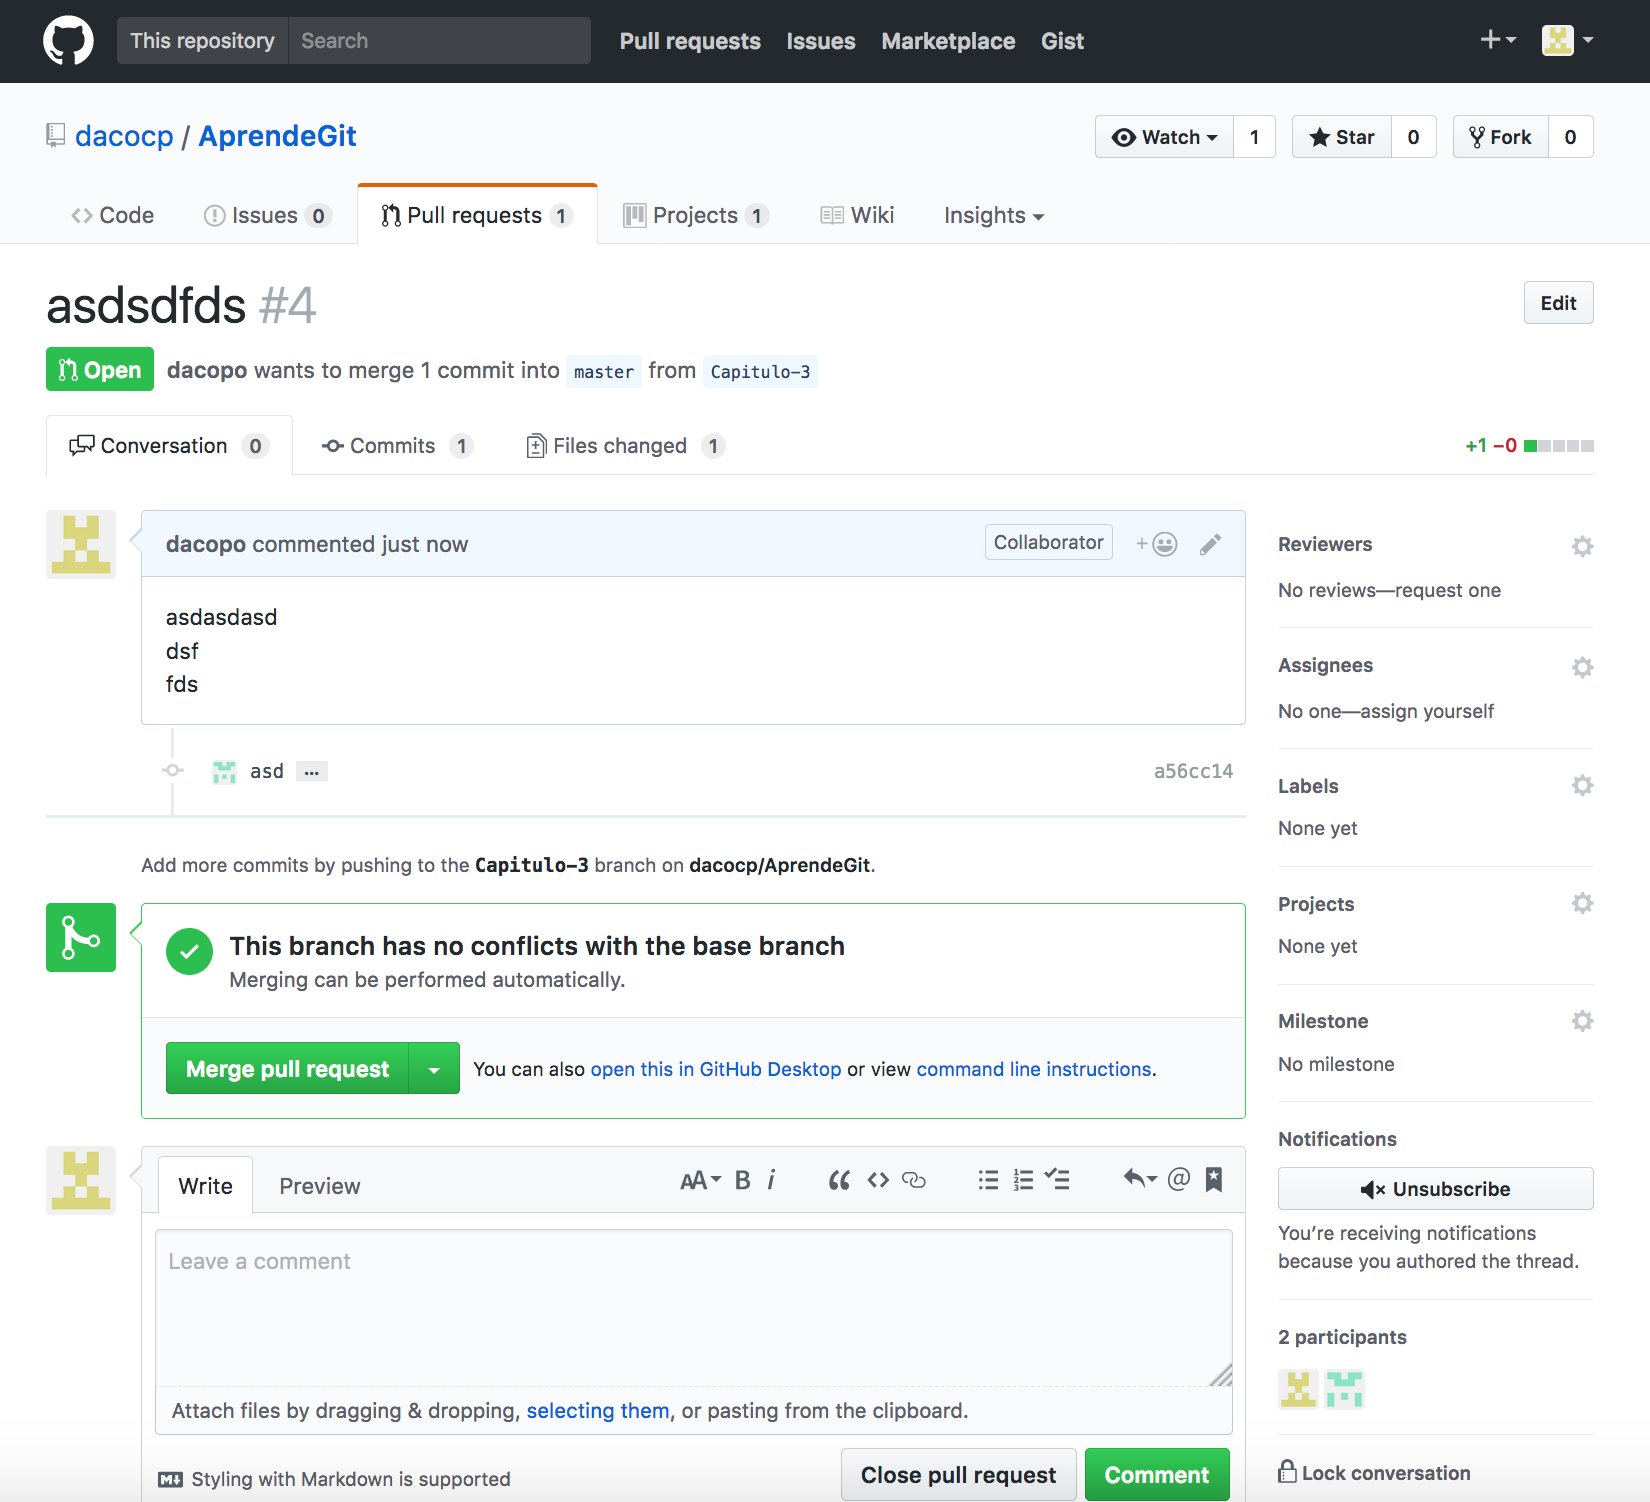 This repository Search Pull requests Issues Marketplace Gist
dacocp / AprendeGit Watch 1 Star 0 Fork 0
Code Issues 0 Pull requests 1 Projects 1 Wiki Insights
asdsdfds #4 Edit
Open dacopo wants to merge 1 commit into master from Capitulo-3
Conversation 0 Commits 1 Files changed 1 +1 −0
dacopo commented just now Collaborator
asdasdasd
dsf
fds
asd … a56cc14
Add more commits by pushing to the Capitulo-3 branch on dacocp/AprendeGit.
This branch has no conflicts with the base branch
Merging can be performed automatically.
Merge pull request You can also open this in GitHub Desktop or view command line instructions.
Write Preview AA B i
Leave a comment
Attach files by dragging & dropping, selecting them, or pasting from the clipboard.
Styling with Markdown is supported Close pull request Comment
Reviewers
No reviews—request one
Assignees
No one—assign yourself
Labels
None yet
Projects
None yet
Milestone
No milestone
Notifications
Unsubscribe
You’re receiving notifications
because you authored the thread.
2 participants
Lock conversation